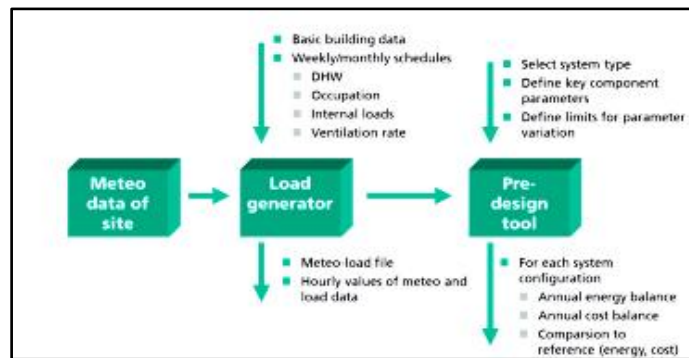 Basic building data
Weekly/monthly schedules
DHW
Occupation
Internal loads
Ventilation rate
Select system type
Define key component
parameters
Define limits for parameter
variation
Meteo
data of
site
Load
generator
Pre-
design
tool
Meteo-load file
Hourly values of meteo and
load data
For each system
configuration
Annual energy balance
Annual cost balance
Comparsion to
reference (energy, cost)